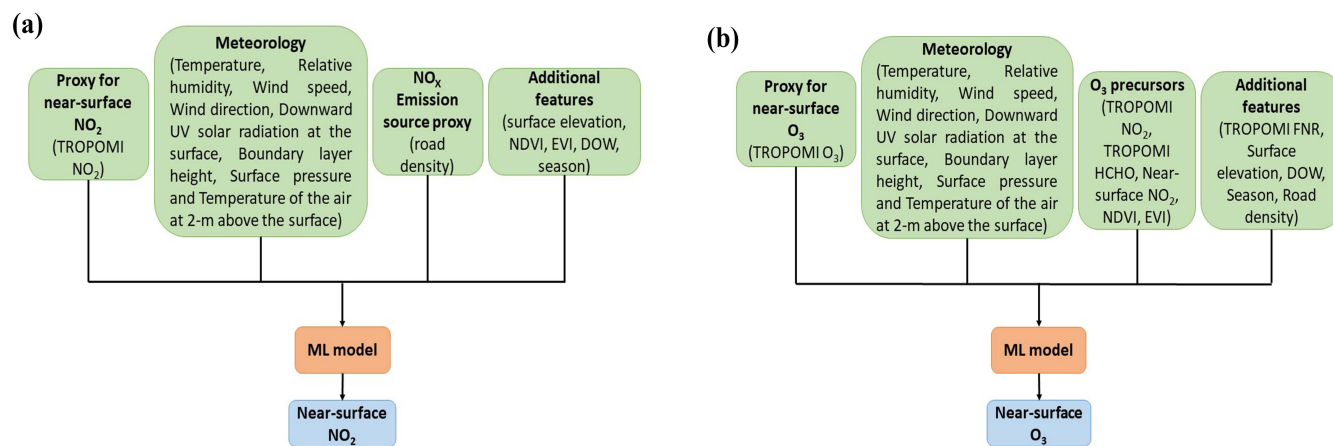 (a)
Proxy for
near-surface
NO₂
(TROPOMI
NO₂)
Meteorology
(Temperature, Relative
humidity, Wind speed,
Wind direction, Downward
UV solar radiation at the
surface, Boundary layer
height, Surface pressure
and Temperature of the air
at 2-m above the surface)
NOₓ
Emission
source proxy
(road
density)
Additional
features
(surface elevation,
NDVI, EVI, DOW,
season)
ML model
Near-surface
NO₂
(b)
Proxy for
near-surface
O₃
(TROPOMI O₃)
Meteorology
(Temperature, Relative
humidity, Wind speed,
Wind direction, Downward
UV solar radiation at the
surface, Boundary layer
height, Surface pressure
and Temperature of the air
at 2-m above the surface)
O₃ precursors
(TROPOMI
NO₂,
TROPOMI
HCHO, Near-
surface NO₂,
NDVI, EVI)
Additional
features
(TROPOMI FNR,
Surface
elevation, DOW,
Season, Road
density)
ML model
Near-surface
O₃